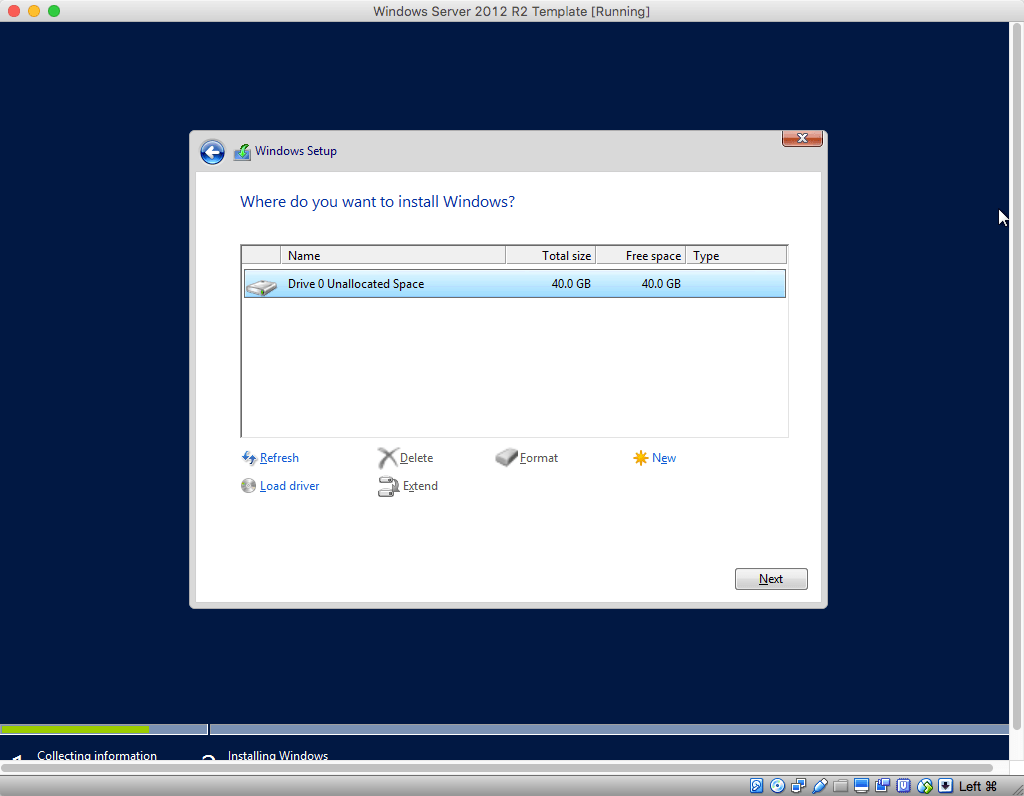 Windows Server 2012 R2 Template [Running]
Windows Setup
Where do you want to install Windows?
Name Total size Free space Type
Drive 0 Unallocated Space 40.0 GB 40.0 GB
Refresh Delete Format New
Load driver Extend
Next
Collecting information Installing Windows
Left ⌘